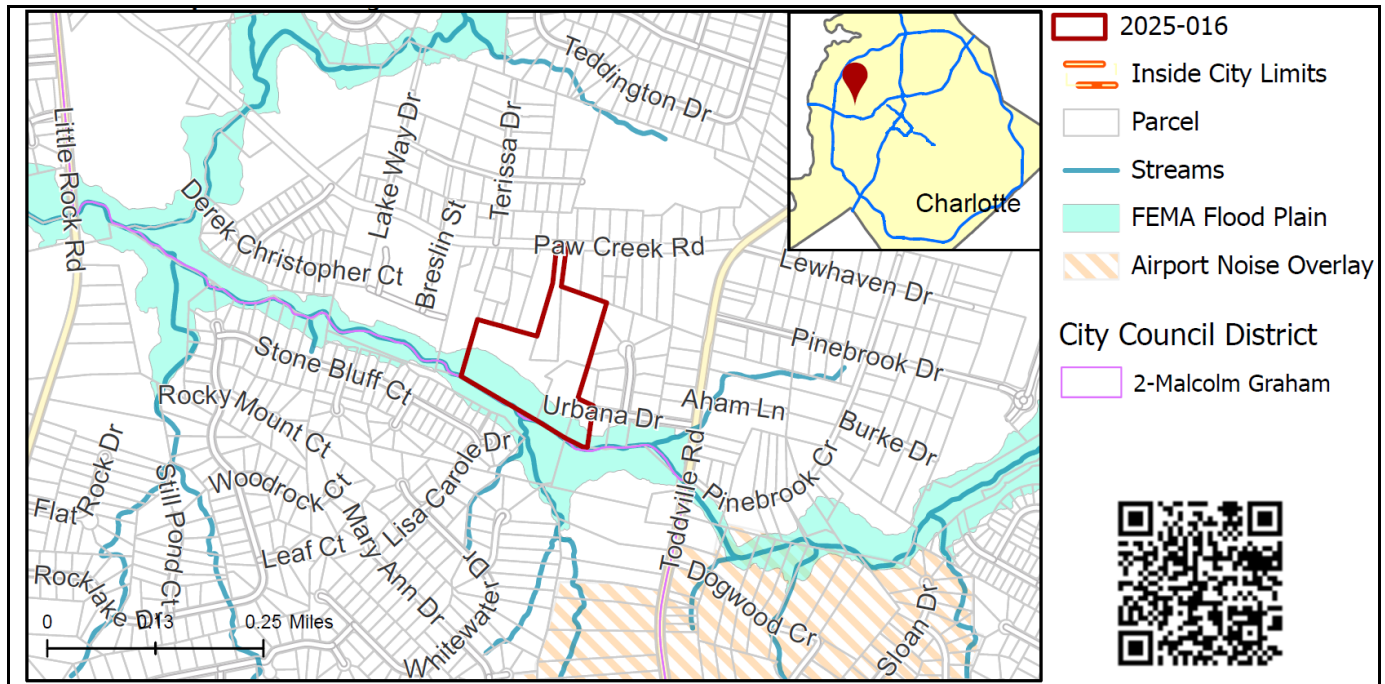 Teddington Dr
Little Rock Rd
Lake Way Dr
Terissa Dr
Derek Christopher Ct
Breslin St
Paw Creek Rd
Lewhaven Dr
Pinebrook Dr
Stone Bluff Ct
Rocky Mount Ct
Urbana Dr
Aham Ln
Burke Dr
Flat Rock Dr
Still Pond Ct
Woodrock Ct
Lisa Carole Dr
Toddville Rd
Pinebrook Cr
Leaf Ct
Mary Ann Dr
Rocklake Dr
Whitewater Dr
Dogwood Cr
Sloan Dr
0 0.13 0.25 Miles
Charlotte
2025-016
Inside City Limits
Parcel
Streams
FEMA Flood Plain
Airport Noise Overlay
City Council District
2-Malcolm Graham